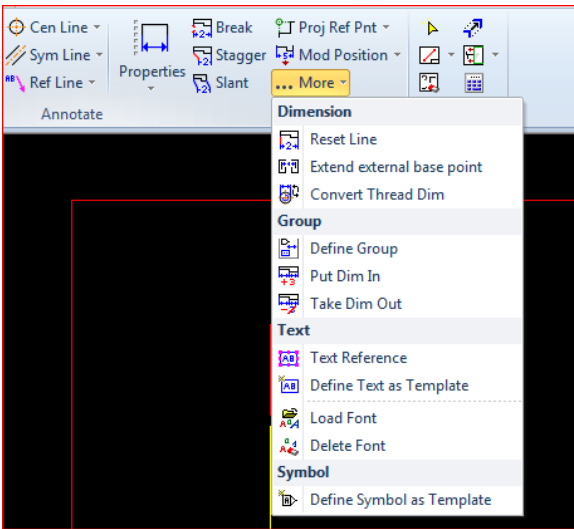 Cen Line
Sym Line
Ref Line
Annotate
Properties
Break
Stagger
Slant
Proj Ref Pnt
Mod Position
... More
Dimension
Reset Line
Extend external base point
Convert Thread Dim
Group
Define Group
Put Dim In
Take Dim Out
Text
Text Reference
Define Text as Template
Load Font
Delete Font
Symbol
Define Symbol as Template